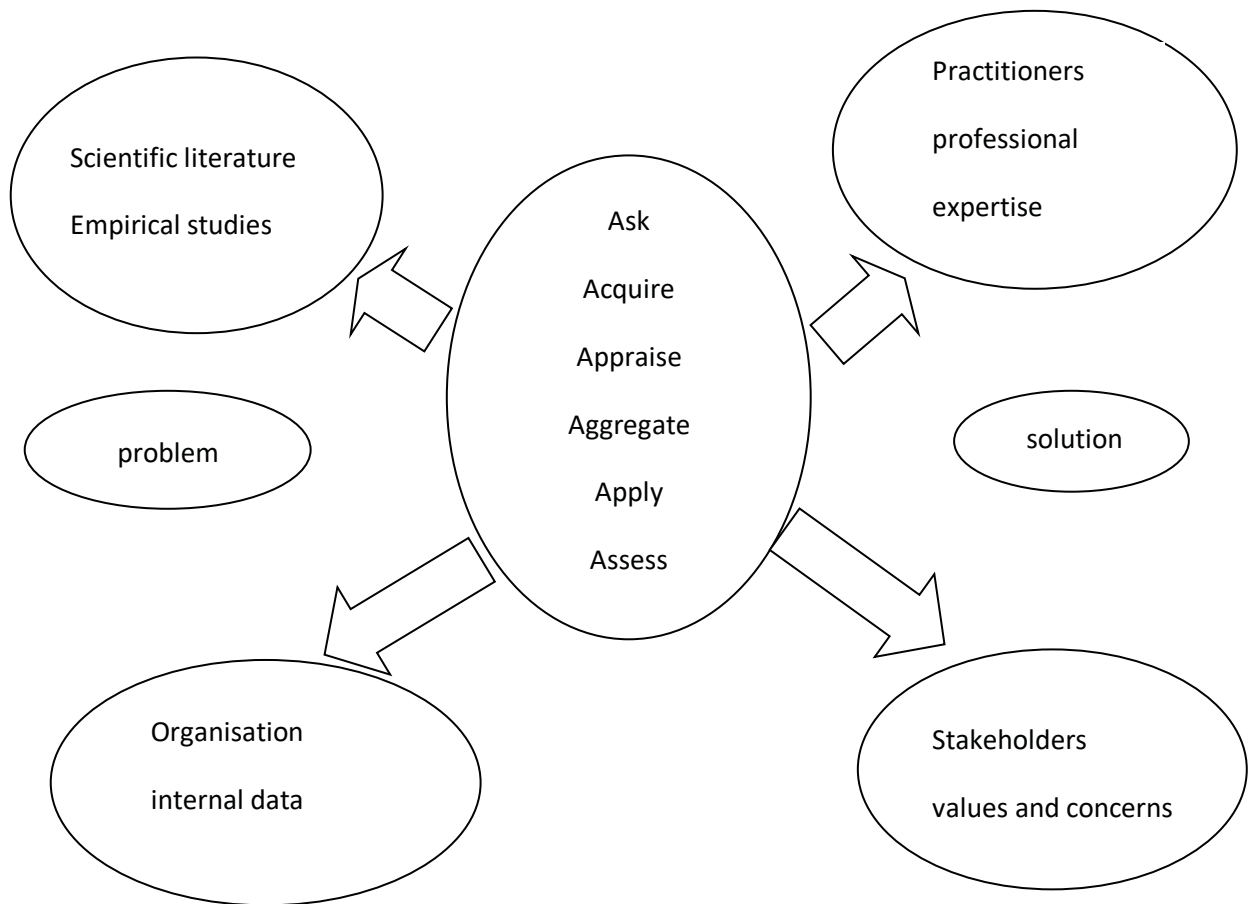 Scientific literature
Empirical studies
Practitioners
professional
expertise
Ask
Acquire
Appraise
Aggregate
Apply
Assess
problem
solution
Organisation
internal data
Stakeholders
values and concerns